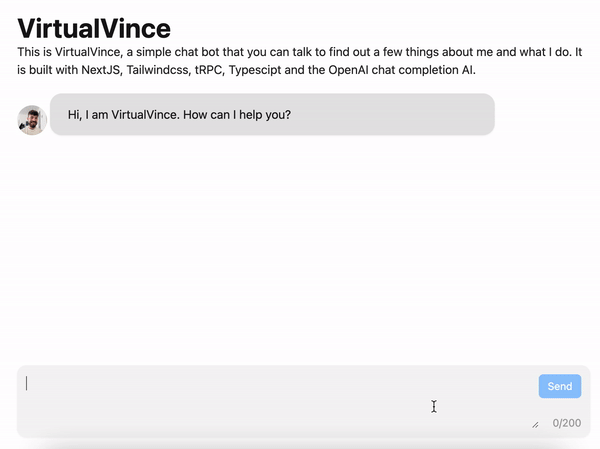 VirtualVince
This is VirtualVince, a simple chat bot that you can talk to find out a few things about me and what I do. It
is built with NextJS, Tailwindcss, tRPC, Typescipt and the OpenAI chat completion AI.
Hi, I am VirtualVince. How can I help you?
Send
0/200